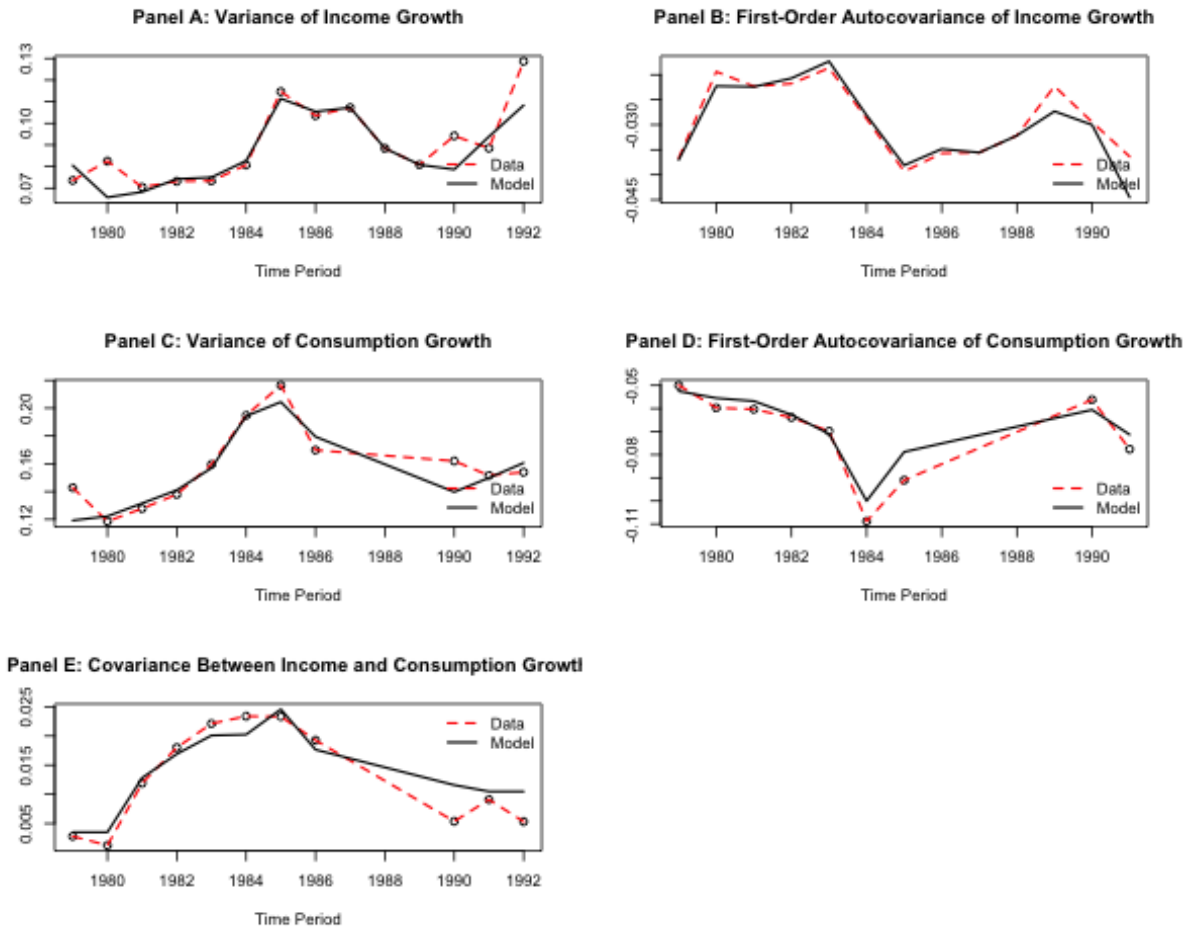 Panel A: Variance of Income Growth
0.13
0.10
0.07
Data
Model
1980 1982 1984 1986 1988 1990 1992
Time Period
Panel B: First-Order Autocovariance of Income Growth
-0.030
-0.045
Data
Model
1980 1982 1984 1986 1988 1990
Time Period
Panel C: Variance of Consumption Growth
0.20
0.16
0.12
Data
Model
1980 1982 1984 1986 1988 1990 1992
Time Period
Panel D: First-Order Autocovariance of Consumption Growth
-0.05
-0.08
-0.11
Data
Model
1980 1982 1984 1986 1988 1990
Time Period
Panel E: Covariance Between Income and Consumption Growtl
0.025
0.015
0.005
Data
Model
1980 1982 1984 1986 1988 1990 1992
Time Period